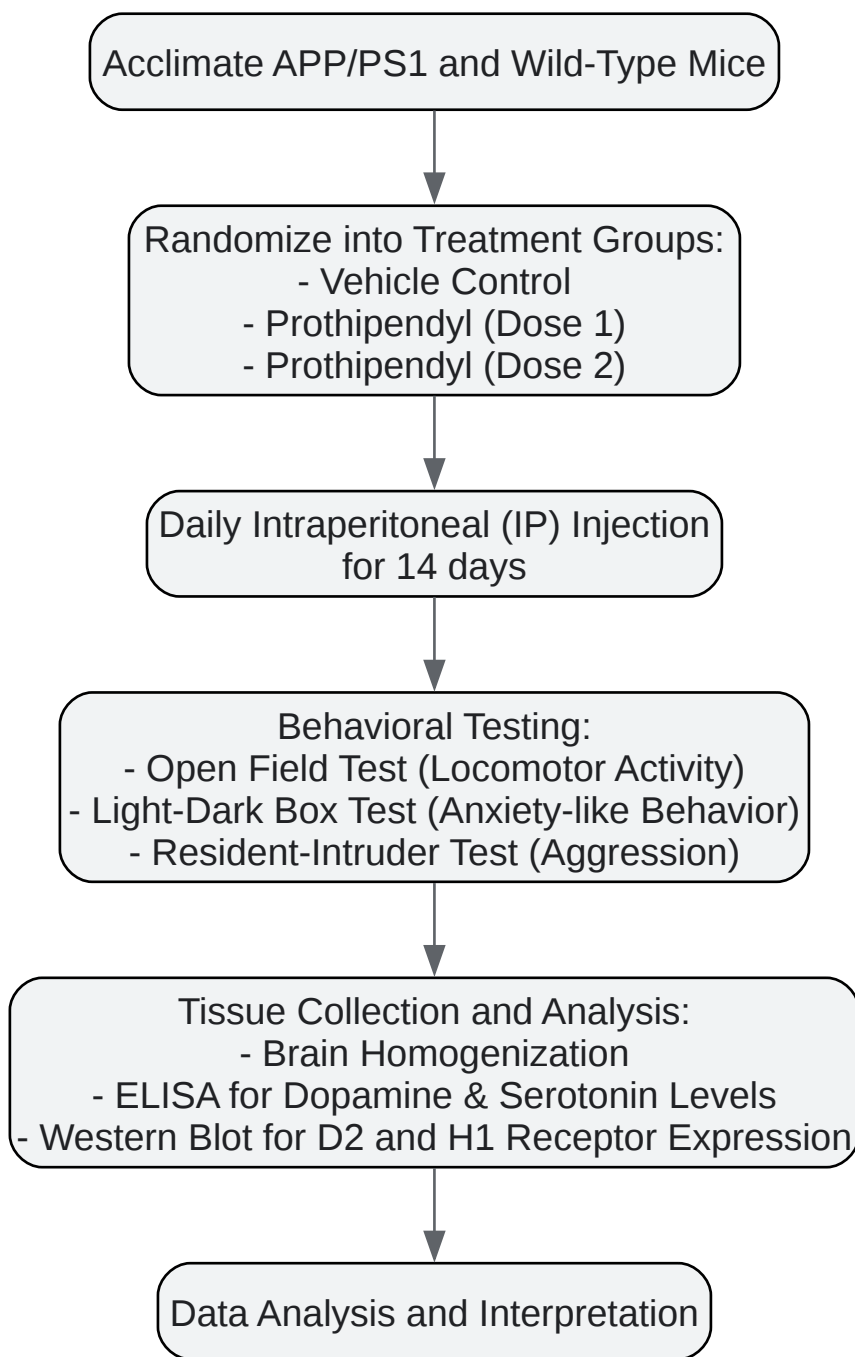 Acclimate APP/PS1 and Wild-Type Mice
Randomize into Treatment Groups:
- Vehicle Control
- Prothipendyl (Dose 1)
- Prothipendyl (Dose 2)
Daily Intraperitoneal (IP) Injection
for 14 days
Behavioral Testing:
- Open Field Test (Locomotor Activity)
- Light-Dark Box Test (Anxiety-like Behavior)
- Resident-Intruder Test (Aggression)
Tissue Collection and Analysis:
- Brain Homogenization
- ELISA for Dopamine & Serotonin Levels
- Western Blot for D2 and H1 Receptor Expression
Data Analysis and Interpretation